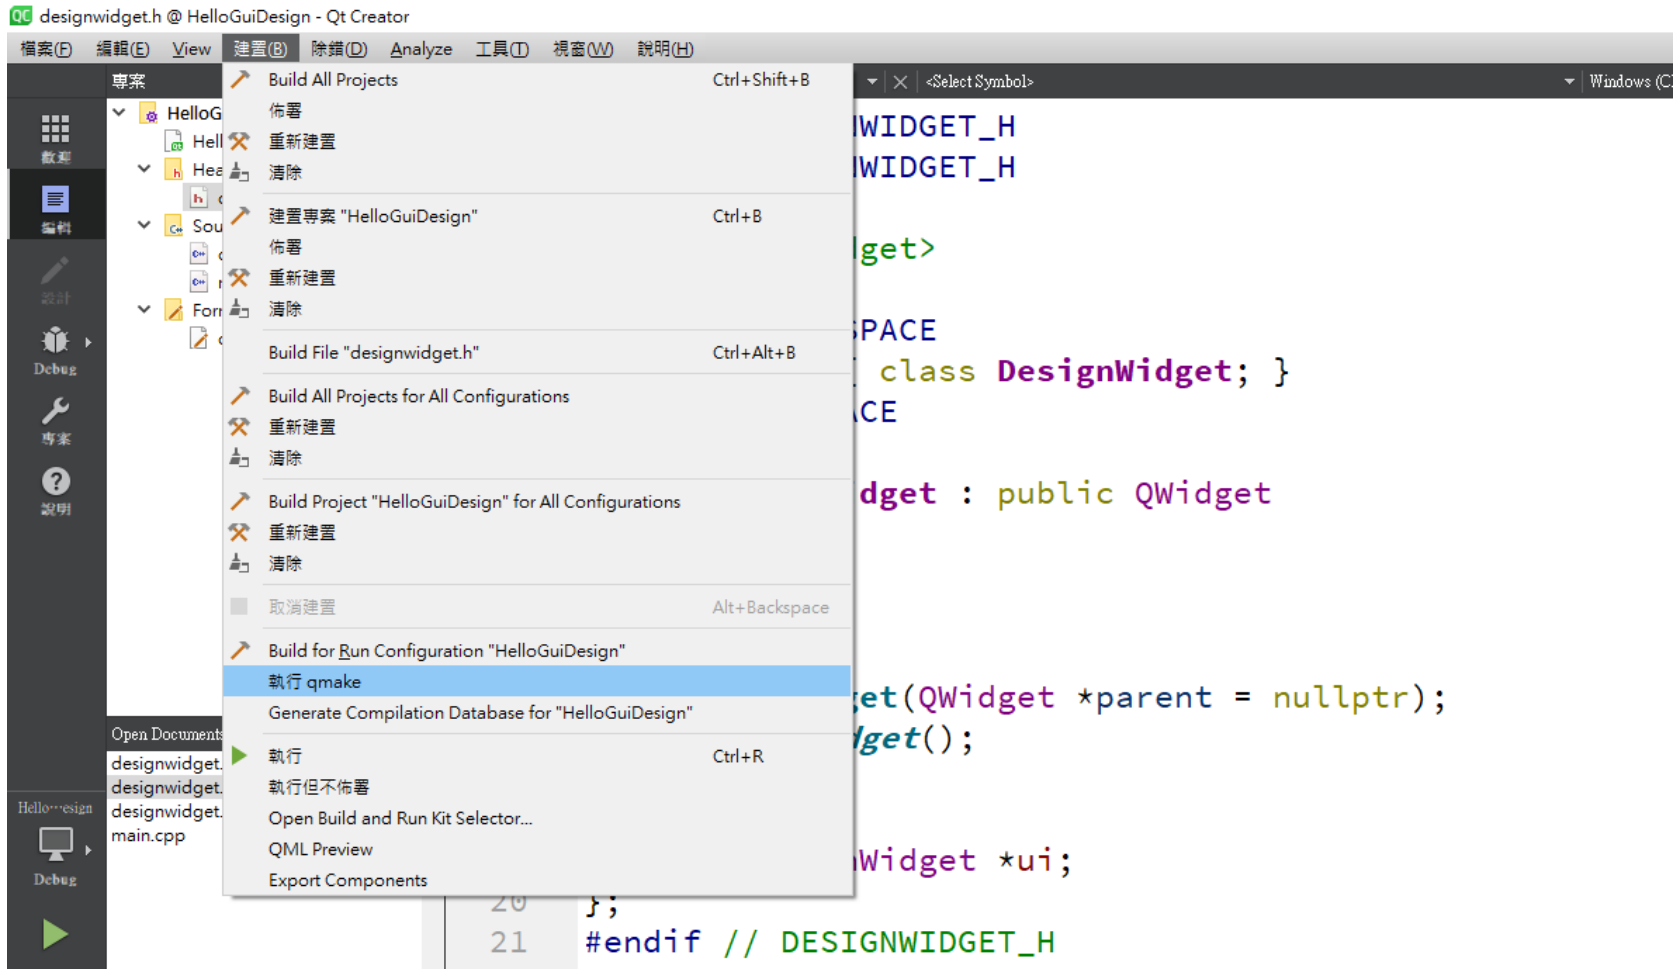 designwidget.h @ HelloGuiDesign - Qt Creator
檔案(F) 編輯(E) View 建置(B) 除錯(D) Analyze 工具(T) 視窗(W) 說明(H)
專案
<Select Symbol>
Windows (C
歡迎
編輯
設計
Debug
專案
說明
HelloG
Hell
Hea
Sou
For
Build All Projects Ctrl+Shift+B
佈署
重新建置
清除
建置專案 "HelloGuiDesign" Ctrl+B
佈署
重新建置
清除
Build File "designwidget.h" Ctrl+Alt+B
Build All Projects for All Configurations
重新建置
清除
Build Project "HelloGuiDesign" for All Configurations
重新建置
清除
取消建置 Alt+Backspace
Build for Run Configuration "HelloGuiDesign"
執行 qmake
Generate Compilation Database for "HelloGuiDesign"
執行 Ctrl+R
執行但不佈署
Open Build and Run Kit Selector...
QML Preview
Export Components
WIDGET_H
WIDGET_H
get>
PACE
class DesignWidget; }
CE
dget : public QWidget
et(QWidget *parent = nullptr);
get();
Widget *ui;
20 };
21 #endif // DESIGNWIDGET_H
Open Documents
designwidget.
designwidget.
designwidget.
main.cpp
Hello…esign
Debug